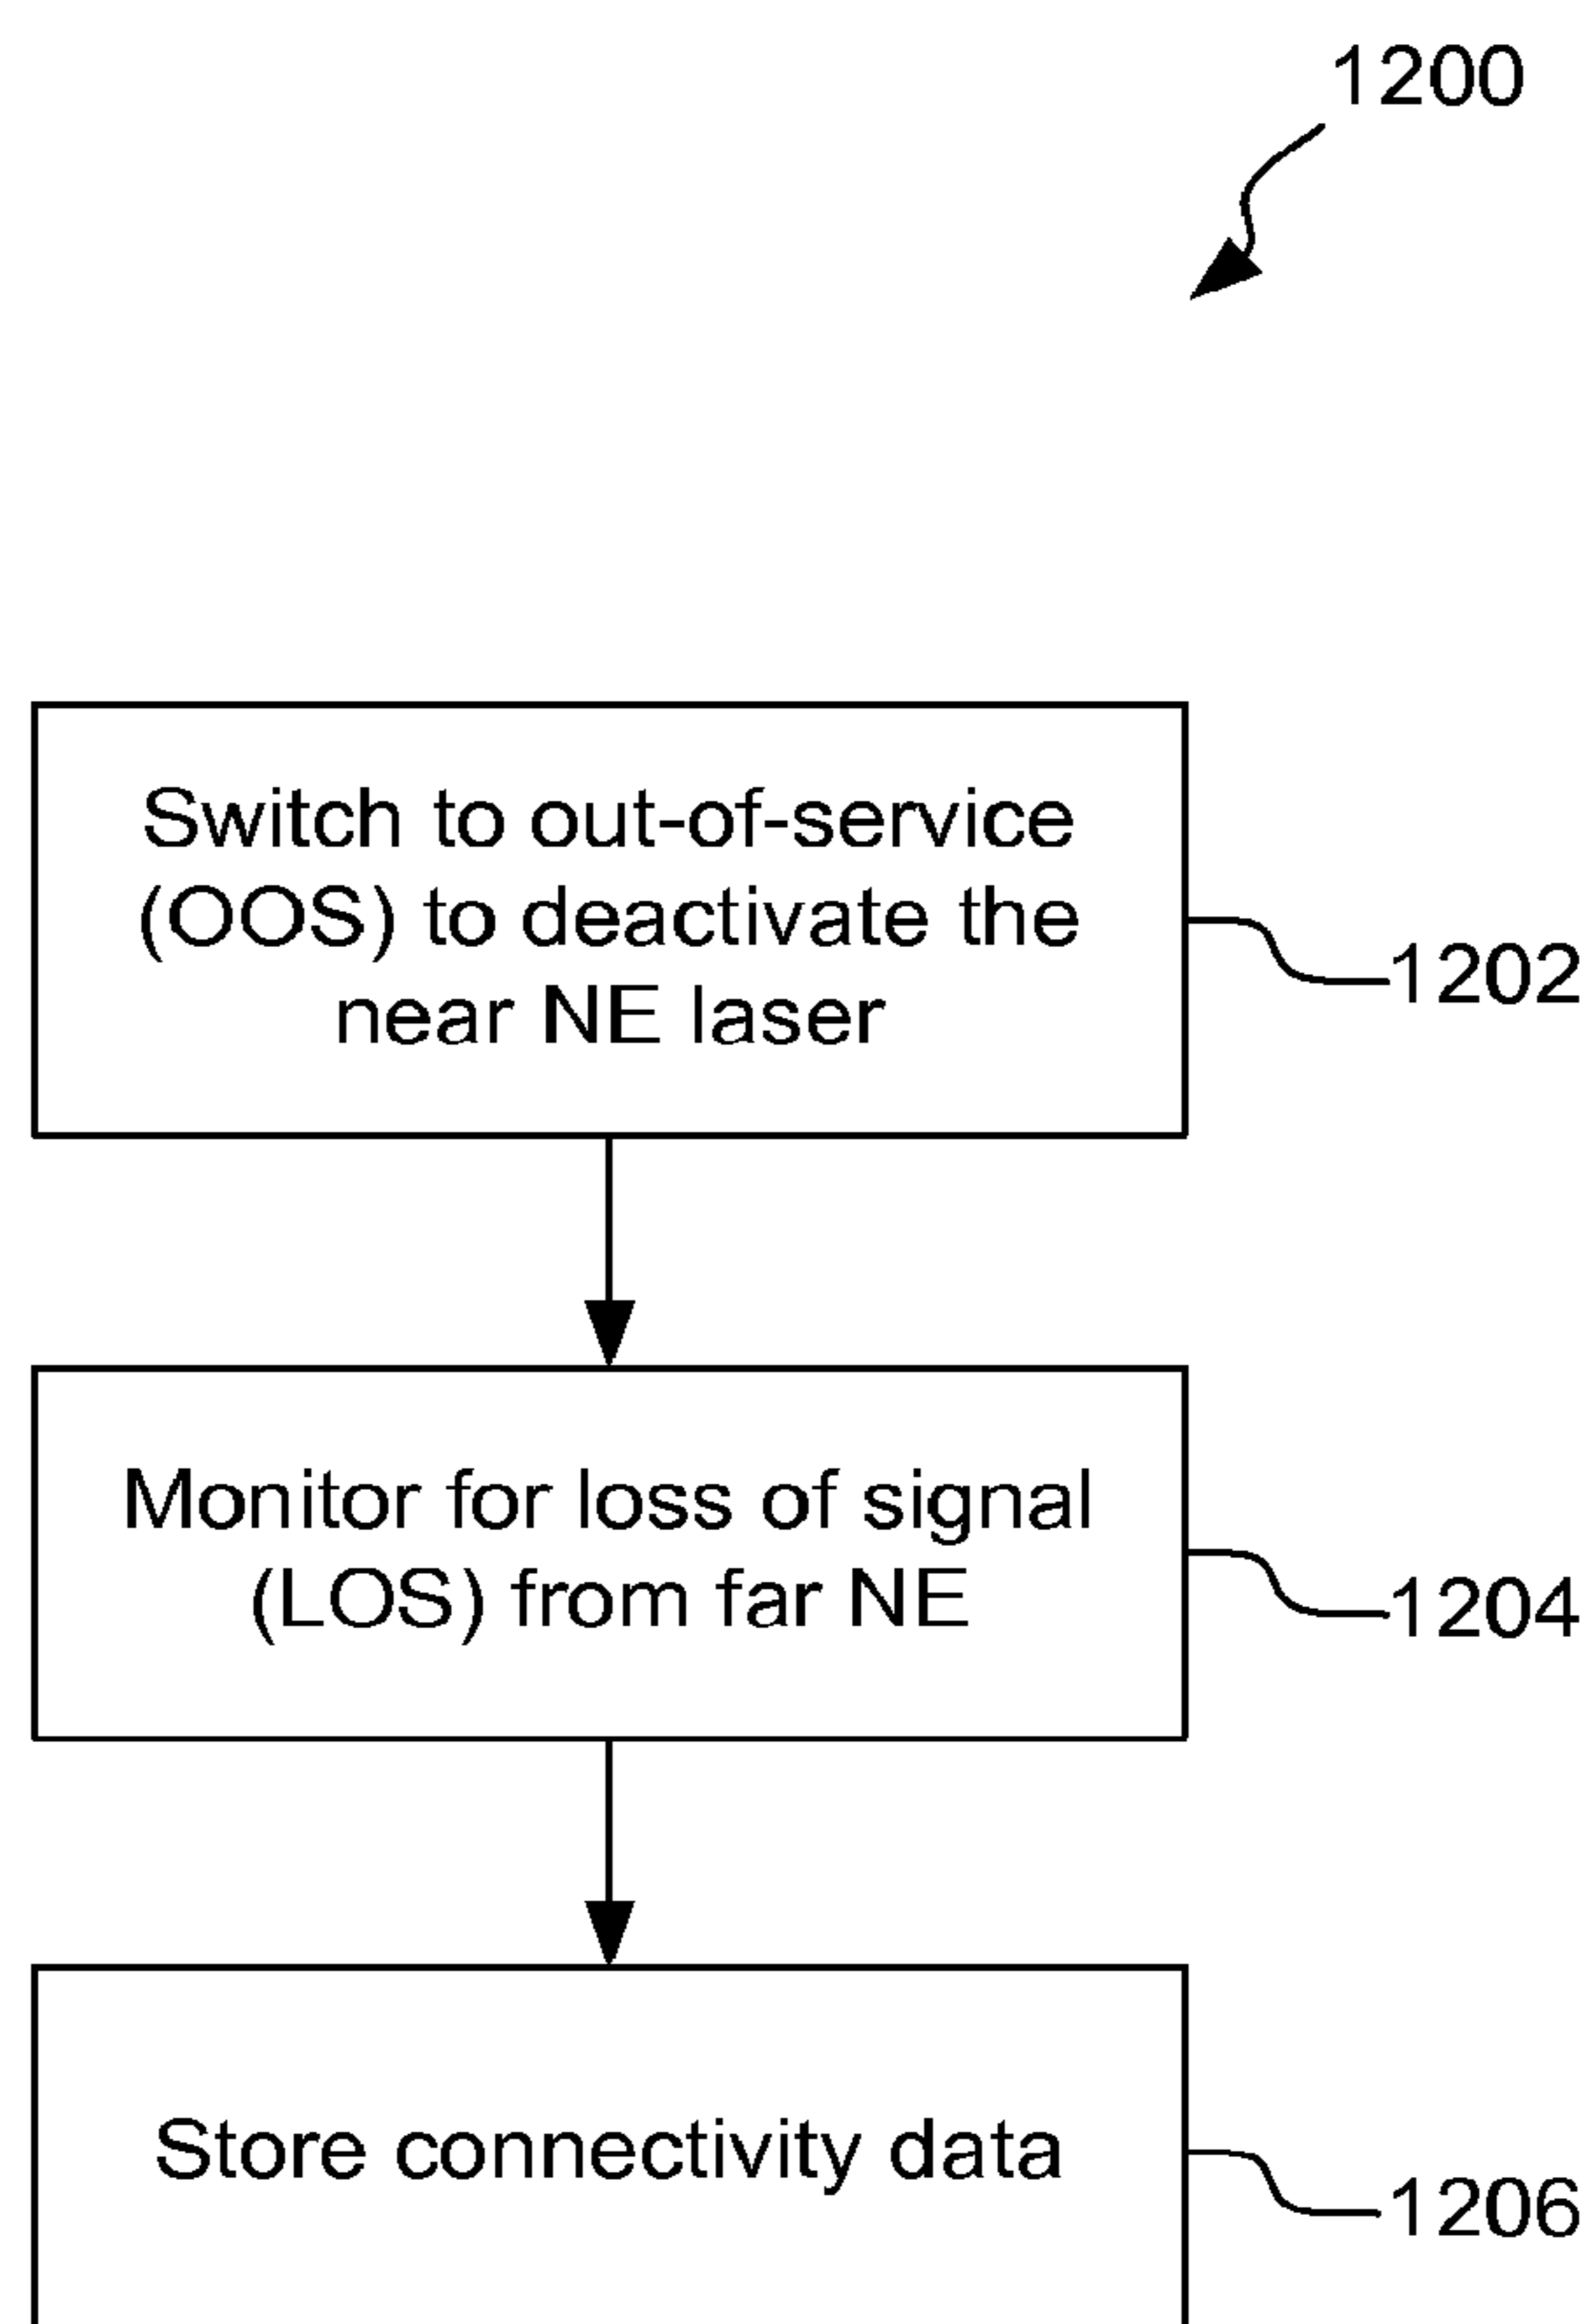 1200
Switch to out-of-service
(OOS) to deactivate the
near NE laser
1202
Monitor for loss of signal
(LOS) from far NE
1204
Store connectivity data
1206